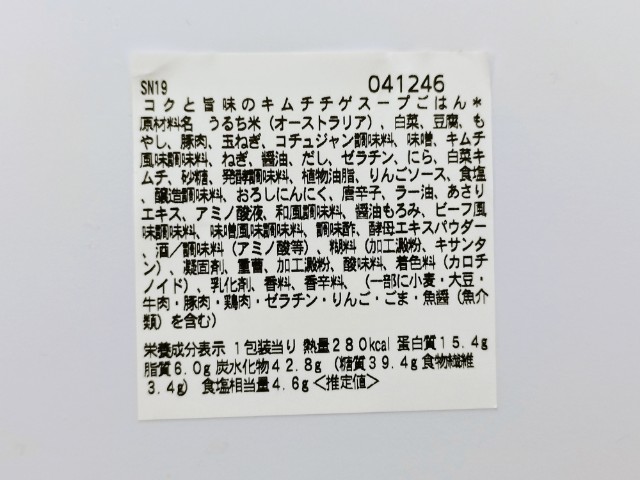 SN19 041246
コクと旨味のキムチチゲスープごはん*
原材料名 うるち米(オーストラリア)、白菜、豆腐、も
やし、豚肉、玉ねぎ、コチュジャン調味料、味噌、キムチ
風味調味料、ねぎ、醤油、だし、ゼラチン、にら、白菜キ
ムチ、砂糖、発酵調味料、植物油脂、りんごソース、食塩
、醸造調味料、おろしにんにく、唐辛子、ラー油、あさり
エキス、アミノ酸液、和風調味料、醤油もろみ、ビーフ風
味調味料、味噌風味調味料、調味酢、酵母エキスパウダー
、酒/調味料(アミノ酸等)、糊料(加工澱粉、キサンタ
ン)、凝固剤、重曹、加工澱粉、酸味料、着色料(カロチ
ノイド)、乳化剤、香料、香辛料、(一部に小麦・大豆・
牛肉・豚肉・鶏肉・ゼラチン・りんご・ごま・魚醤(魚介
類)を含む)
栄養成分表示 1包装当り 熱量280kcal 蛋白質15.4g
脂質6.0g 炭水化物42.8g (糖質39.4g 食物繊維
3.4g) 食塩相当量4.6g<推定値>